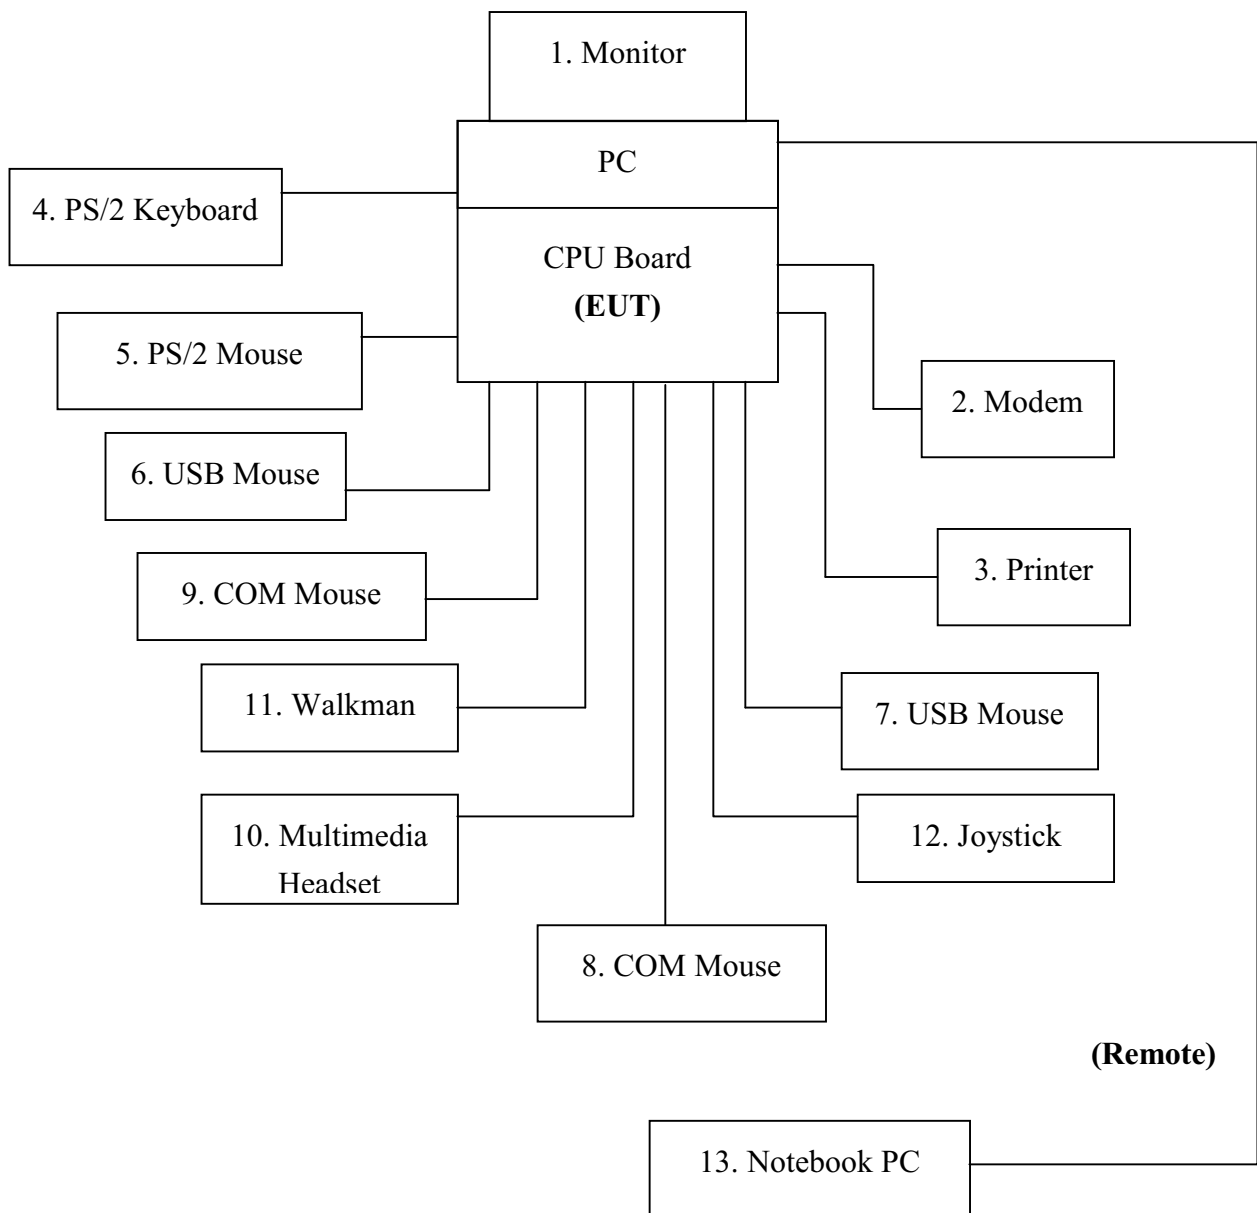 1. Monitor
PC
4. PS/2 Keyboard
CPU Board
(EUT)
5. PS/2 Mouse
2. Modem
6. USB Mouse
3. Printer
9. COM Mouse
11. Walkman
7. USB Mouse
10. Multimedia
Headset
12. Joystick
8. COM Mouse
(Remote)
13. Notebook PC